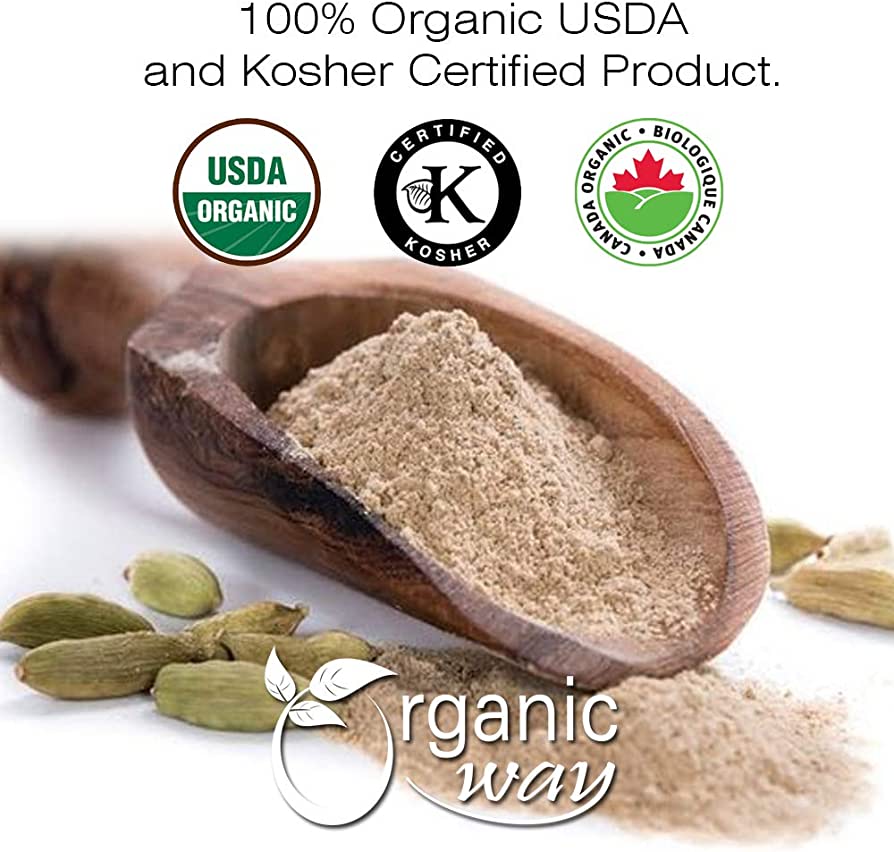 100% Organic USDA
and Kosher Certified Product.
USDA
ORGANIC
CERTIFIED
K
KOSHER
CANADA ORGANIC • BIOLOGIQUE CANADA •
Organic
way